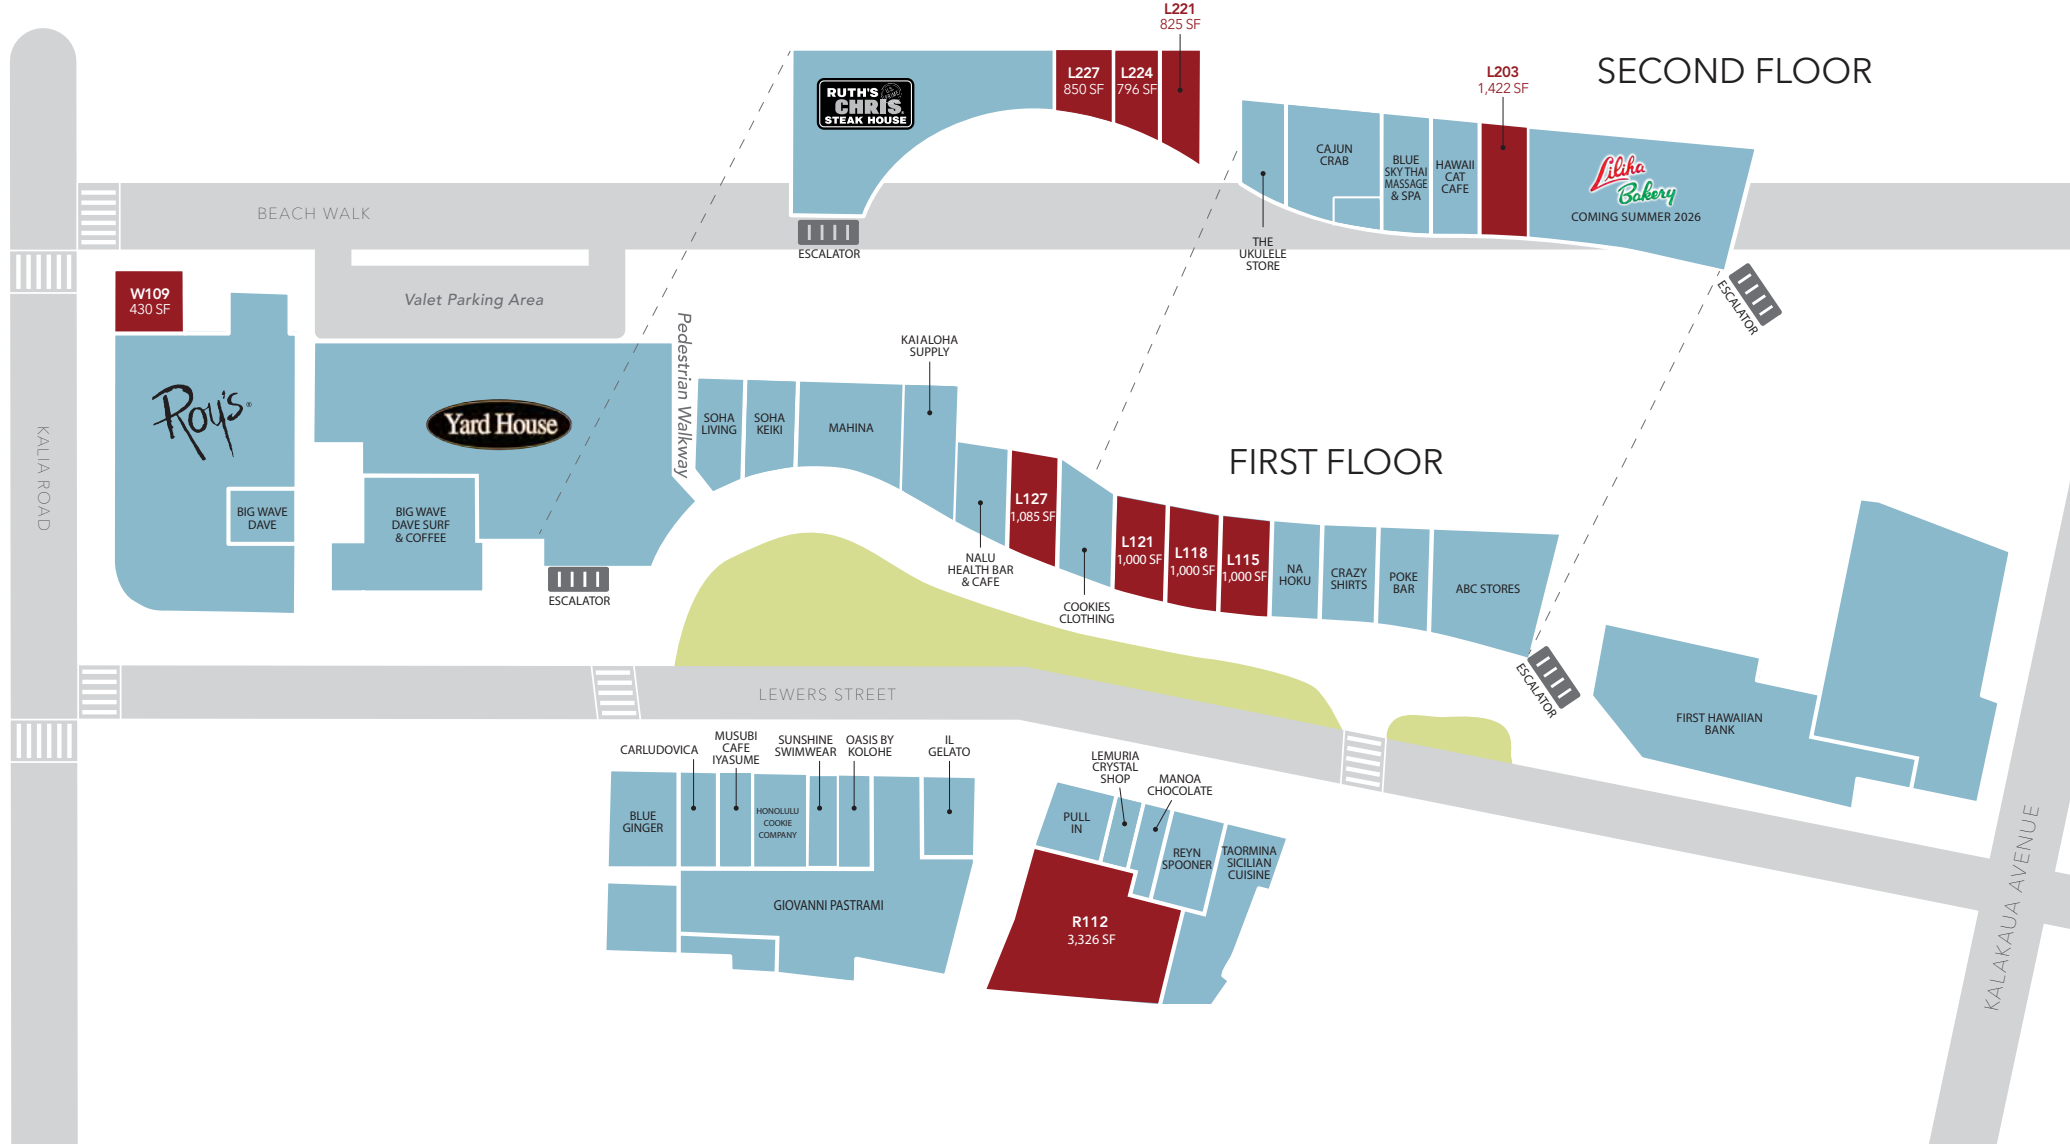 L221
825 SF
SECOND FLOOR
RUTH'S
CHRIS
STEAK HOUSE
L227
850 SF
L224
796 SF
L203
1,422 SF
CAJUN
CRAB
BLUE
SKY THAI
MASSAGE
& SPA
HAWAII
CAT
CAFE
Liliha
Bakery
COMING SUMMER 2026
BEACH WALK
ESCALATOR
THE
UKULELE
STORE
ESCALATOR
W109
430 SF
Valet Parking Area
Pedestrian Walkway
KAI ALOHA
SUPPLY
Roy's®
Yard House
SOHA
LIVING
SOHA
KEIKI
MAHINA
FIRST FLOOR
KALIA ROAD
BIG WAVE
DAVE
BIG WAVE
DAVE SURF
& COFFEE
L127
1,085 SF
L121
1,000 SF
L118
1,000 SF
L115
1,000 SF
NA
HOKU
CRAZY
SHIRTS
POKE
BAR
ABC STORES
NALU
HEALTH BAR
& CAFE
COOKIES
CLOTHING
ESCALATOR
ESCALATOR
LEWERS STREET
FIRST HAWAIIAN
BANK
CARLUDOVICA
MUSUBI
CAFE
IYASUME
SUNSHINE
SWIMWEAR
OASIS BY
KOLOHE
IL
GELATO
LEMURIA
CRYSTAL
SHOP
MANOA
CHOCOLATE
BLUE
GINGER
HONOLULU
COOKIE
COMPANY
PULL
IN
REYN
SPOONER
TAORMINA
SICILIAN
CUISINE
GIOVANNI PASTRAMI
R112
3,326 SF
KALAKAUA AVENUE